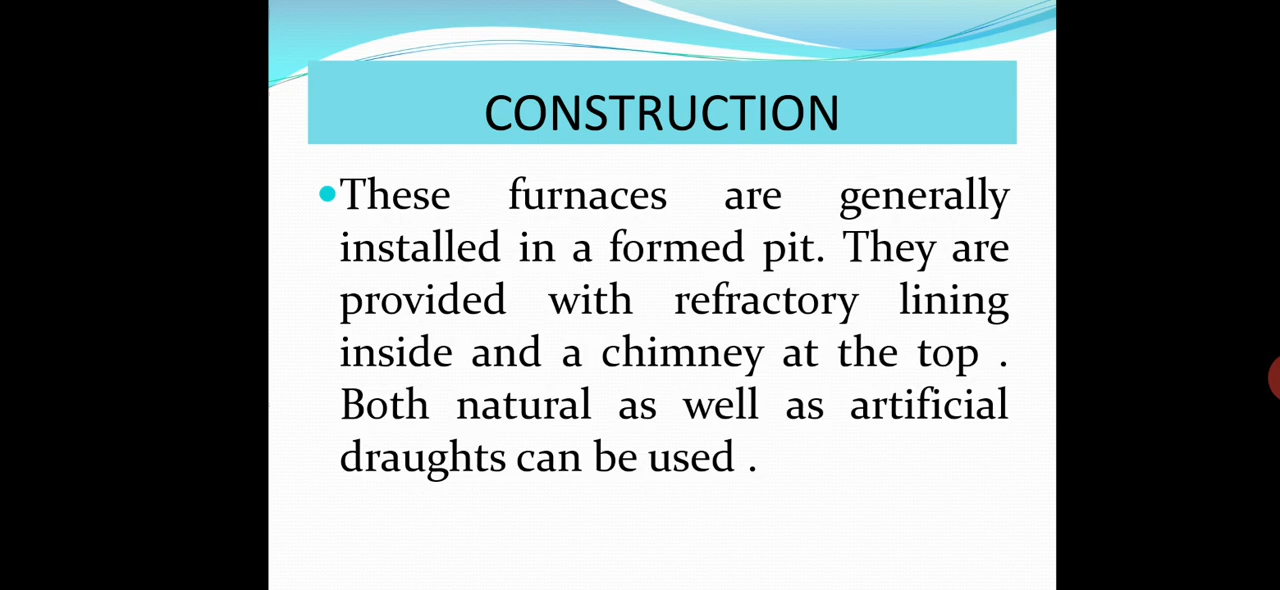 CONSTRUCTION
These furnaces are generally
installed in a formed pit. They are
provided with refractory lining
inside and a chimney at the top .
Both natural as well as artificial
draughts can be used .